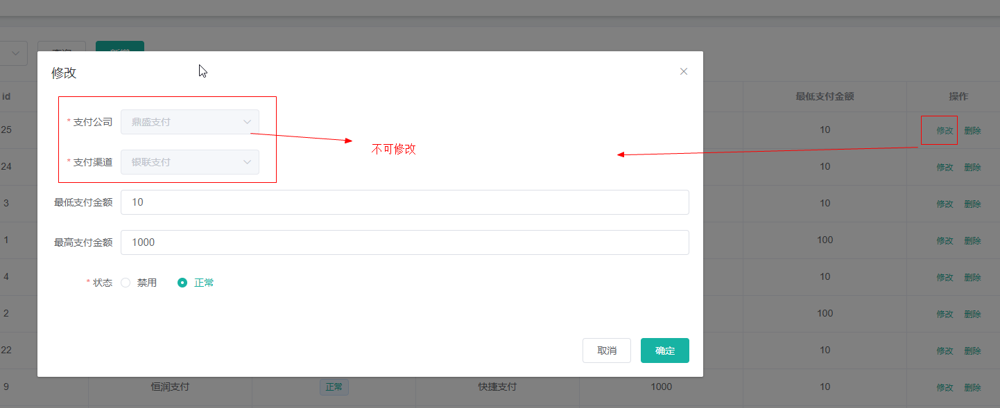 修改
* 支付公司 鼎盛支付
* 支付渠道 银联支付
不可修改
最低支付金额 10
最高支付金额 1000
* 状态 禁用 正常
取消 确定
id 最低支付金额 操作
25 10 修改 删除
24 10 修改 删除
3 10 修改 删除
1 100 修改 删除
4 10 修改 删除
2 100 修改 删除
22 10 修改 删除
9 恒润支付 正常 快捷支付 1000 10 修改 删除